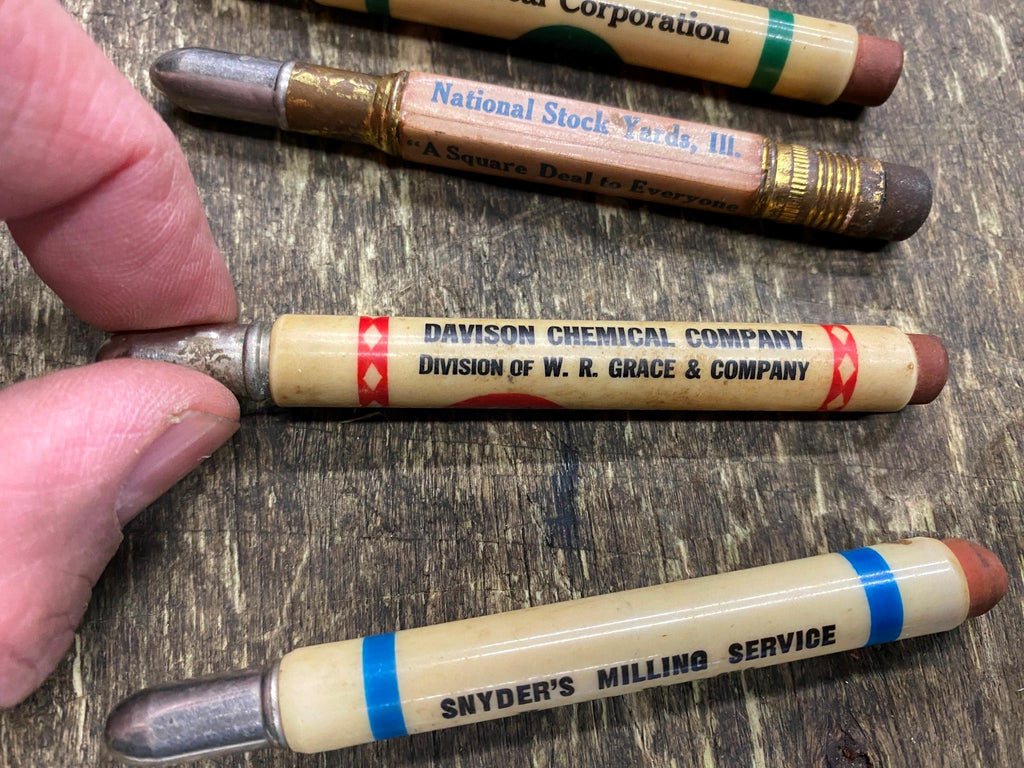 Corporation
National Stock Yards, Ill.
"A Square Deal to Everyone
DAVISON CHEMICAL COMPANY
DIVISION OF W. R. GRACE & COMPANY
SNYDER'S MILLING SERVICE